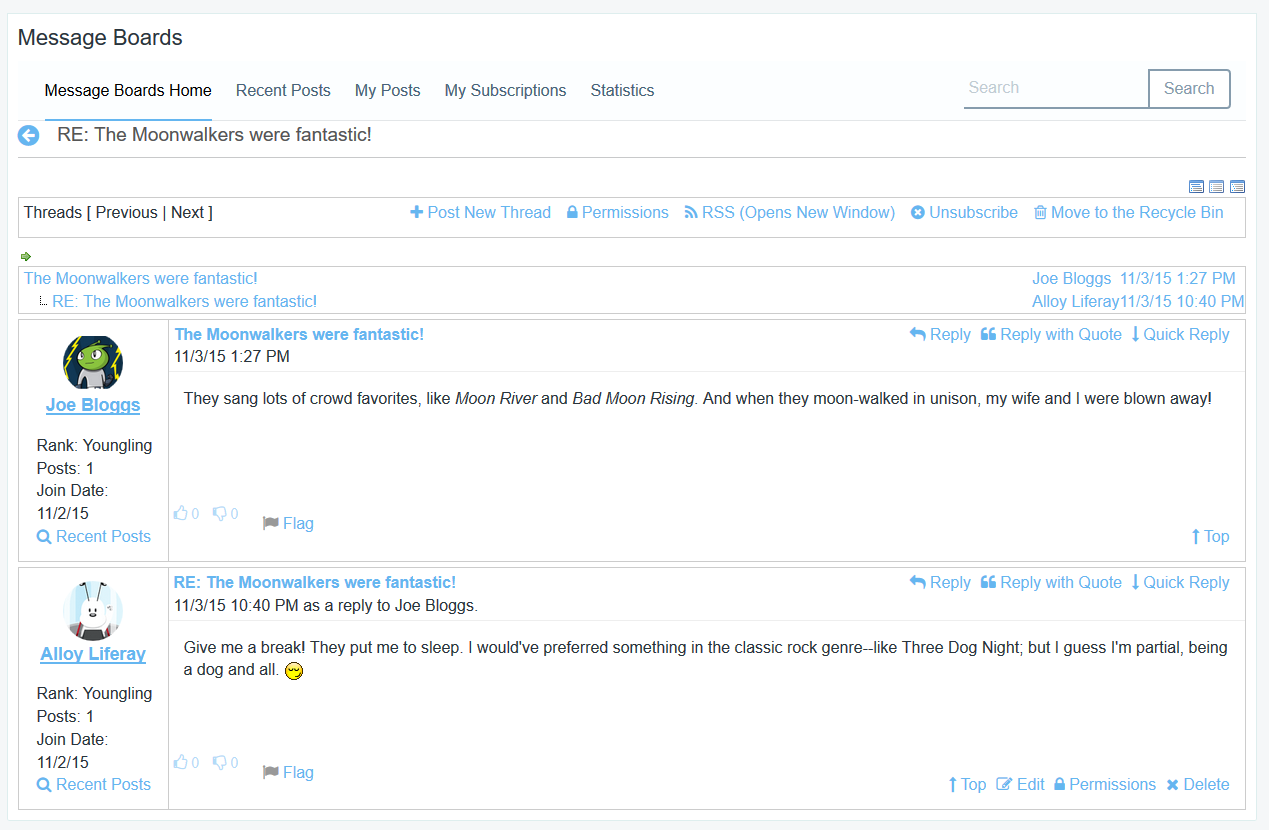 Message Boards
Message Boards Home Recent Posts My Posts My Subscriptions Statistics Search Search
RE: The Moonwalkers were fantastic!
Threads [ Previous | Next ] Post New Thread Permissions RSS (Opens New Window) Unsubscribe Move to the Recycle Bin
The Moonwalkers were fantastic! Joe Bloggs 11/3/15 1:27 PM
RE: The Moonwalkers were fantastic! Alloy Liferay11/3/15 10:40 PM
The Moonwalkers were fantastic! Reply Reply with Quote Quick Reply
11/3/15 1:27 PM
Joe Bloggs
They sang lots of crowd favorites, like Moon River and Bad Moon Rising. And when they moon-walked in unison, my wife and I were blown away!
Rank: Youngling
Posts: 1
Join Date:
11/2/15
Recent Posts
0 0 Flag
Top
RE: The Moonwalkers were fantastic! Reply Reply with Quote Quick Reply
11/3/15 10:40 PM as a reply to Joe Bloggs.
Alloy Liferay
Give me a break! They put me to sleep. I would've preferred something in the classic rock genre--like Three Dog Night; but I guess I'm partial, being
a dog and all.
Rank: Youngling
Posts: 1
Join Date:
11/2/15
Recent Posts
0 0 Flag
Top Edit Permissions Delete